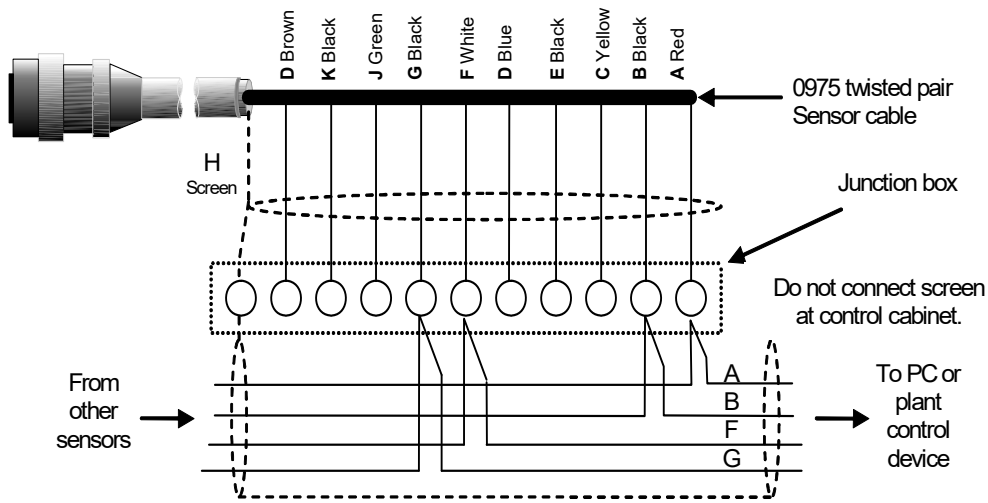 D Brown
K Black
J Green
G Black
F White
D Blue
E Black
C Yellow
B Black
A Red
0975 twisted pair
Sensor cable
H
Screen
Junction box
Do not connect screen
at control cabinet.
From
other
sensors
A
B
F
G
To PC or
plant
control
device